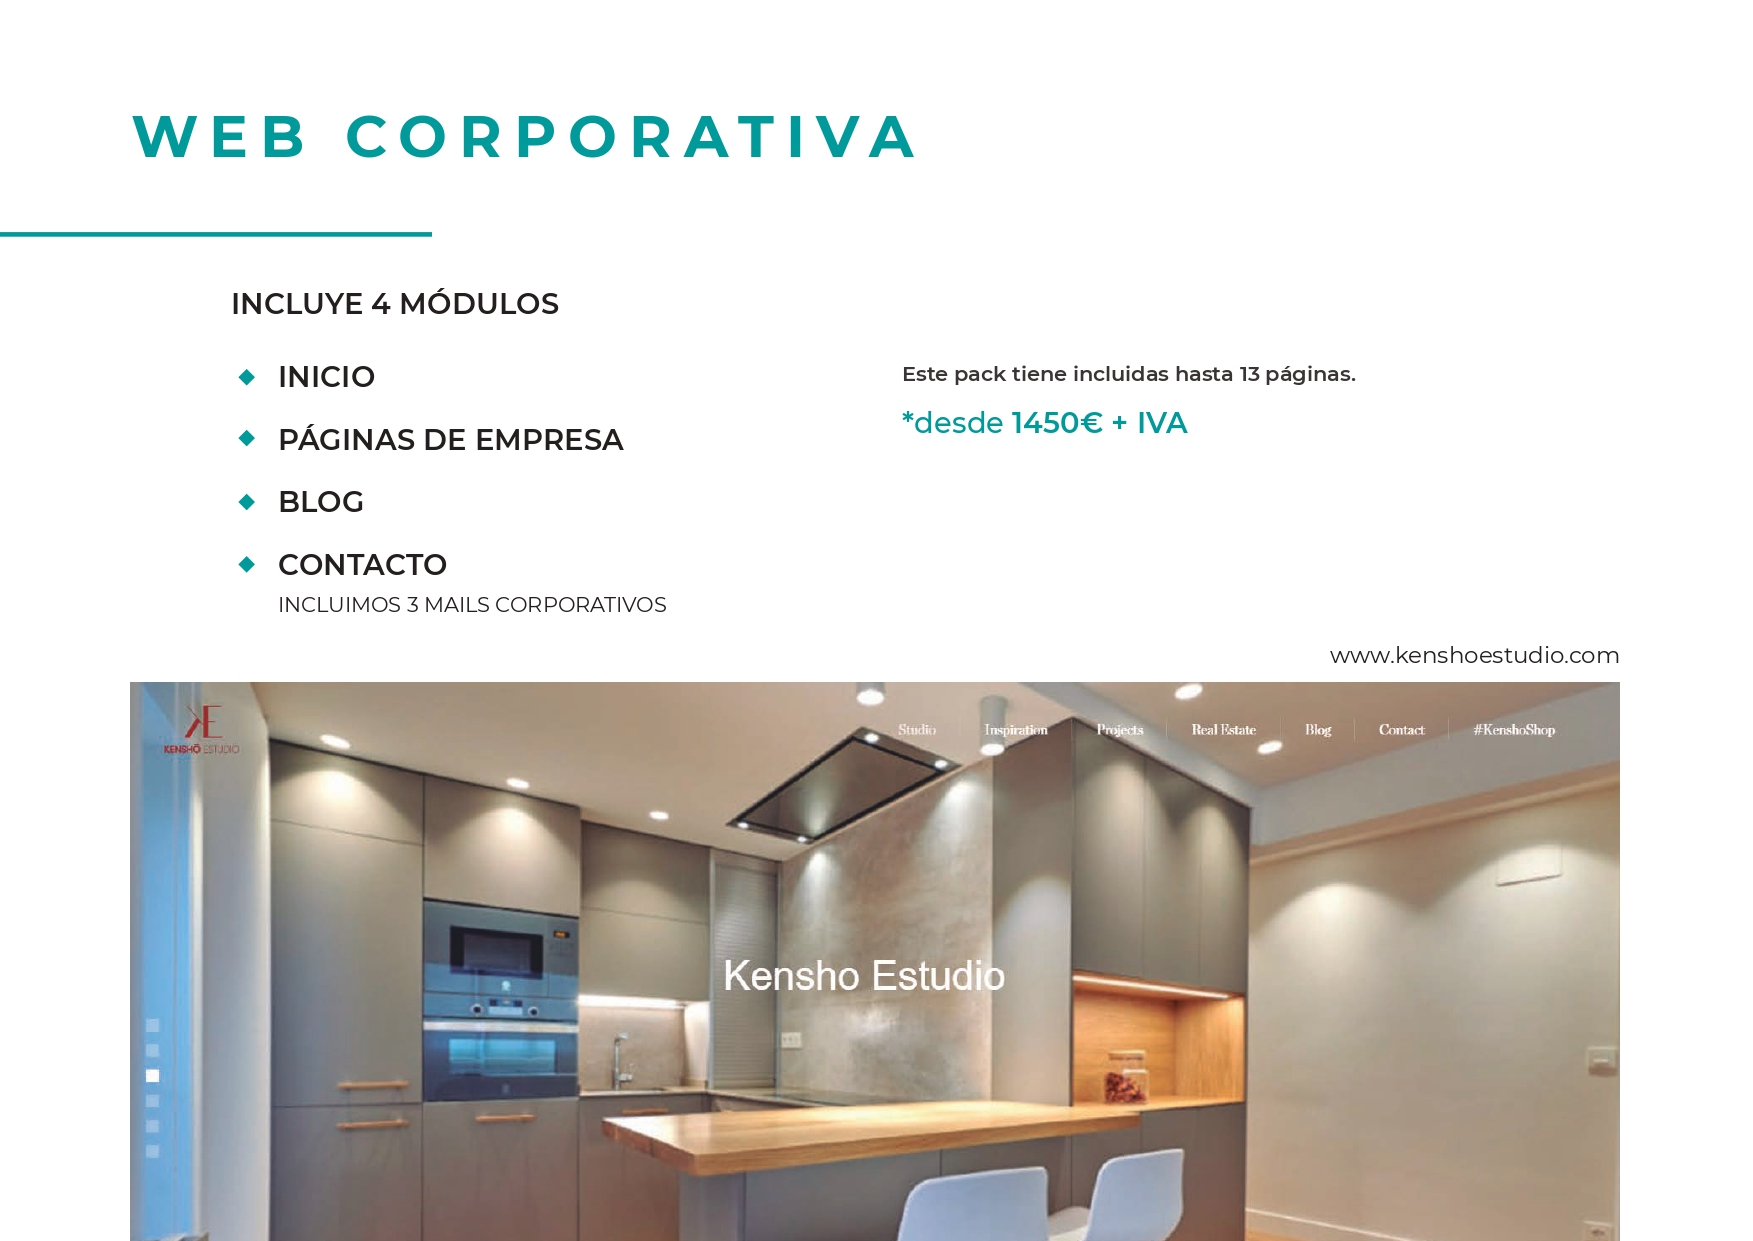 WEB CORPORATIVA
INCLUYE 4 MÓDULOS
INICIO
PÁGINAS DE EMPRESA
BLOG
CONTACTO
INCLUIMOS 3 MAILS CORPORATIVOS
Este pack tiene incluidas hasta 13 páginas.
*desde 1450€ + IVA
www.kenshoestudio.com
KE
KENSHŌ ESTUDIO
Studio Inspiration Projects Real Estate Blog Contact #KenshoShop
Kensho Estudio